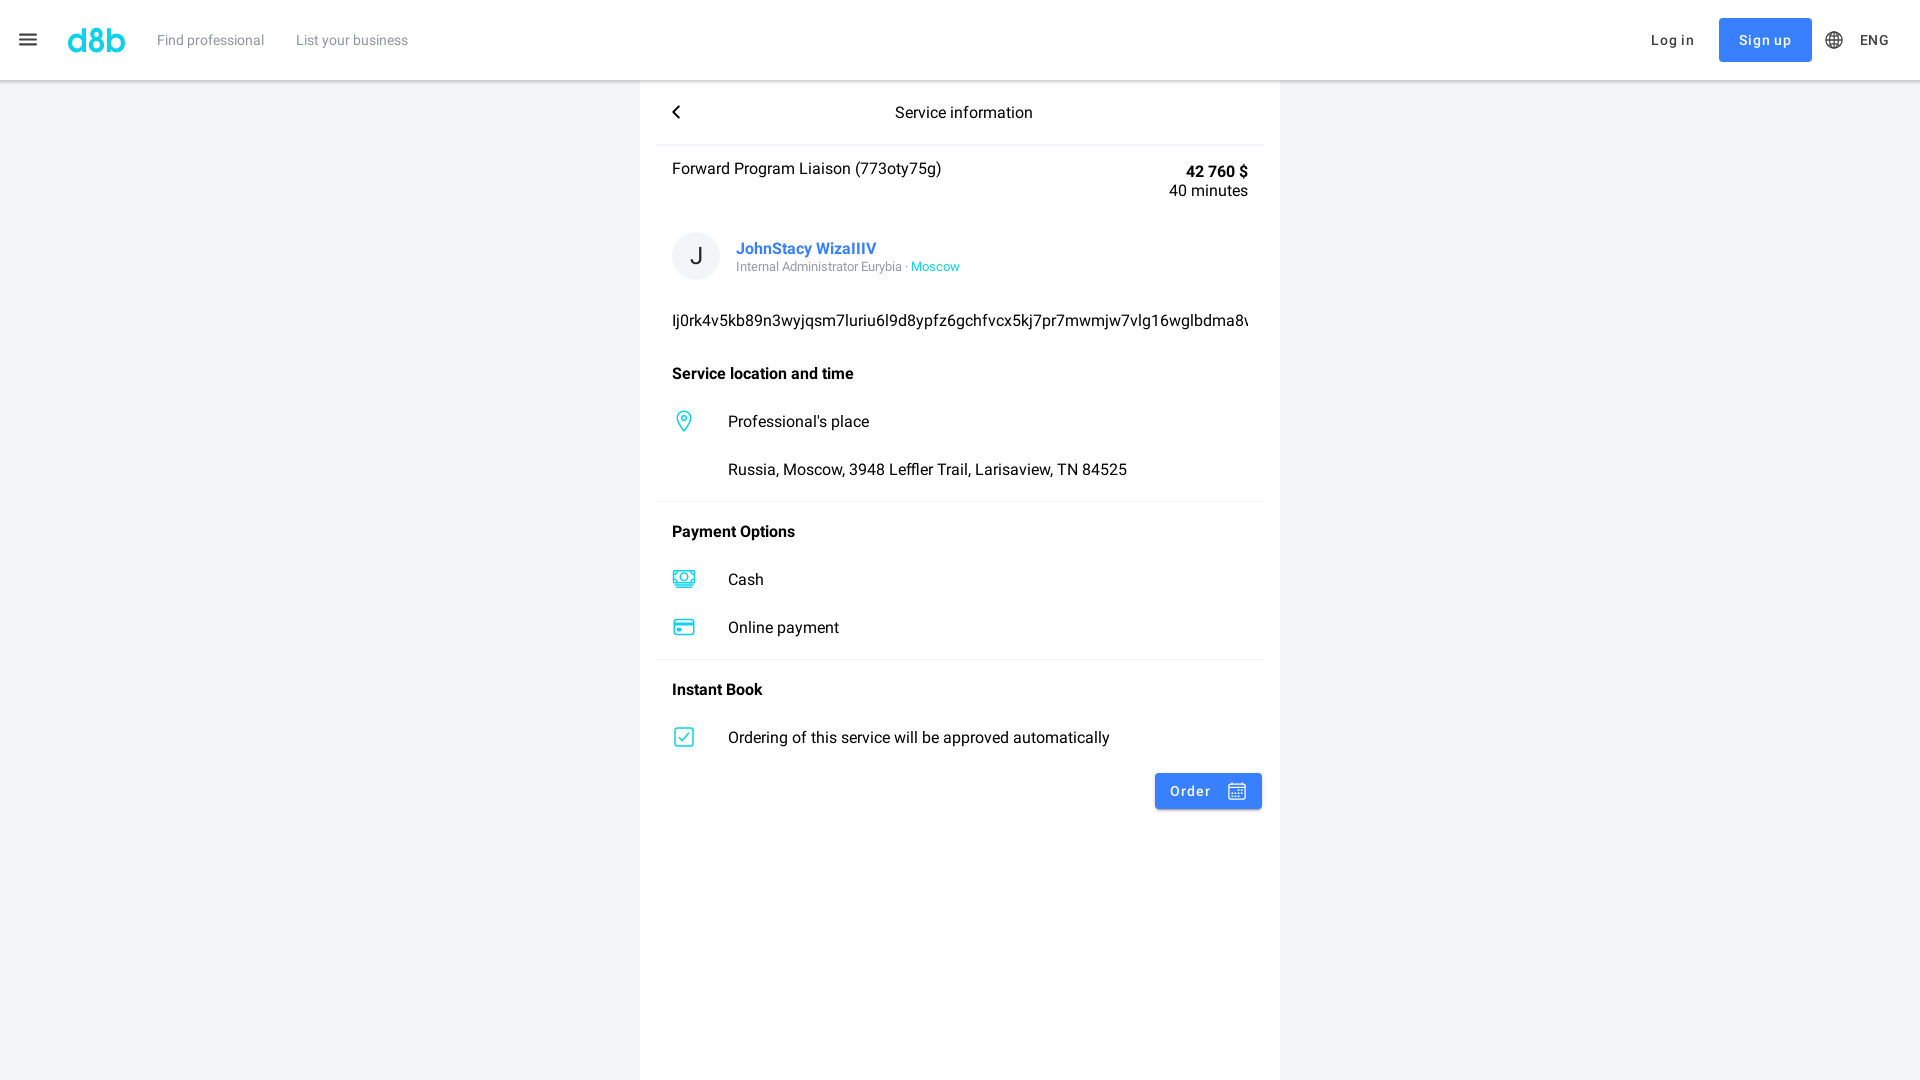 d8b
Find professional
List your business
Log in
Sign up
ENG
Service information
Forward Program Liaison (773oty75g)
42 760 $
40 minutes
J
JohnStacy WizaIIIV
Internal Administrator Eurybia · Moscow
Ij0rk4v5kb89n3wyjqsm7luriu6l9d8ypfz6gchfvcx5kj7pr7mwmjw7vlg16wglbdma8
Service location and time
Professional's place
Russia, Moscow, 3948 Leffler Trail, Larisaview, TN 84525
Payment Options
Cash
Online payment
Instant Book
Ordering of this service will be approved automatically
Order